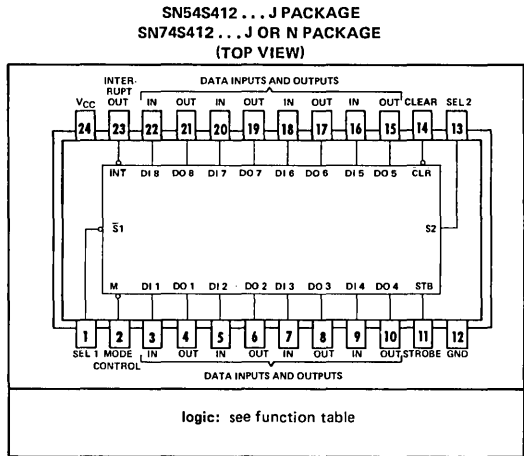 SN54S412 . . . J PACKAGE
SN74S412 . . . J OR N PACKAGE
(TOP VIEW)
INTER-
RUPT
DATA INPUTS AND OUTPUTS
VCC OUT IN OUT IN OUT IN OUT IN OUT CLEAR SEL 2
24 23 22 21 20 19 18 17 16 15 14 13
INT DI 8 DO 8 DI 7 DO 7 DI 6 DO 6 DI 5 DO 5 CLR
S̅1 S2
M DI 1 DO 1 DI 2 DO 2 DI 3 DO 3 DI 4 DO 4 STB
1 2 3 4 5 6 7 8 9 10 11 12
SEL 1 MODE IN OUT IN OUT IN OUT IN OUT STROBE GND
CONTROL
DATA INPUTS AND OUTPUTS
logic: see function table